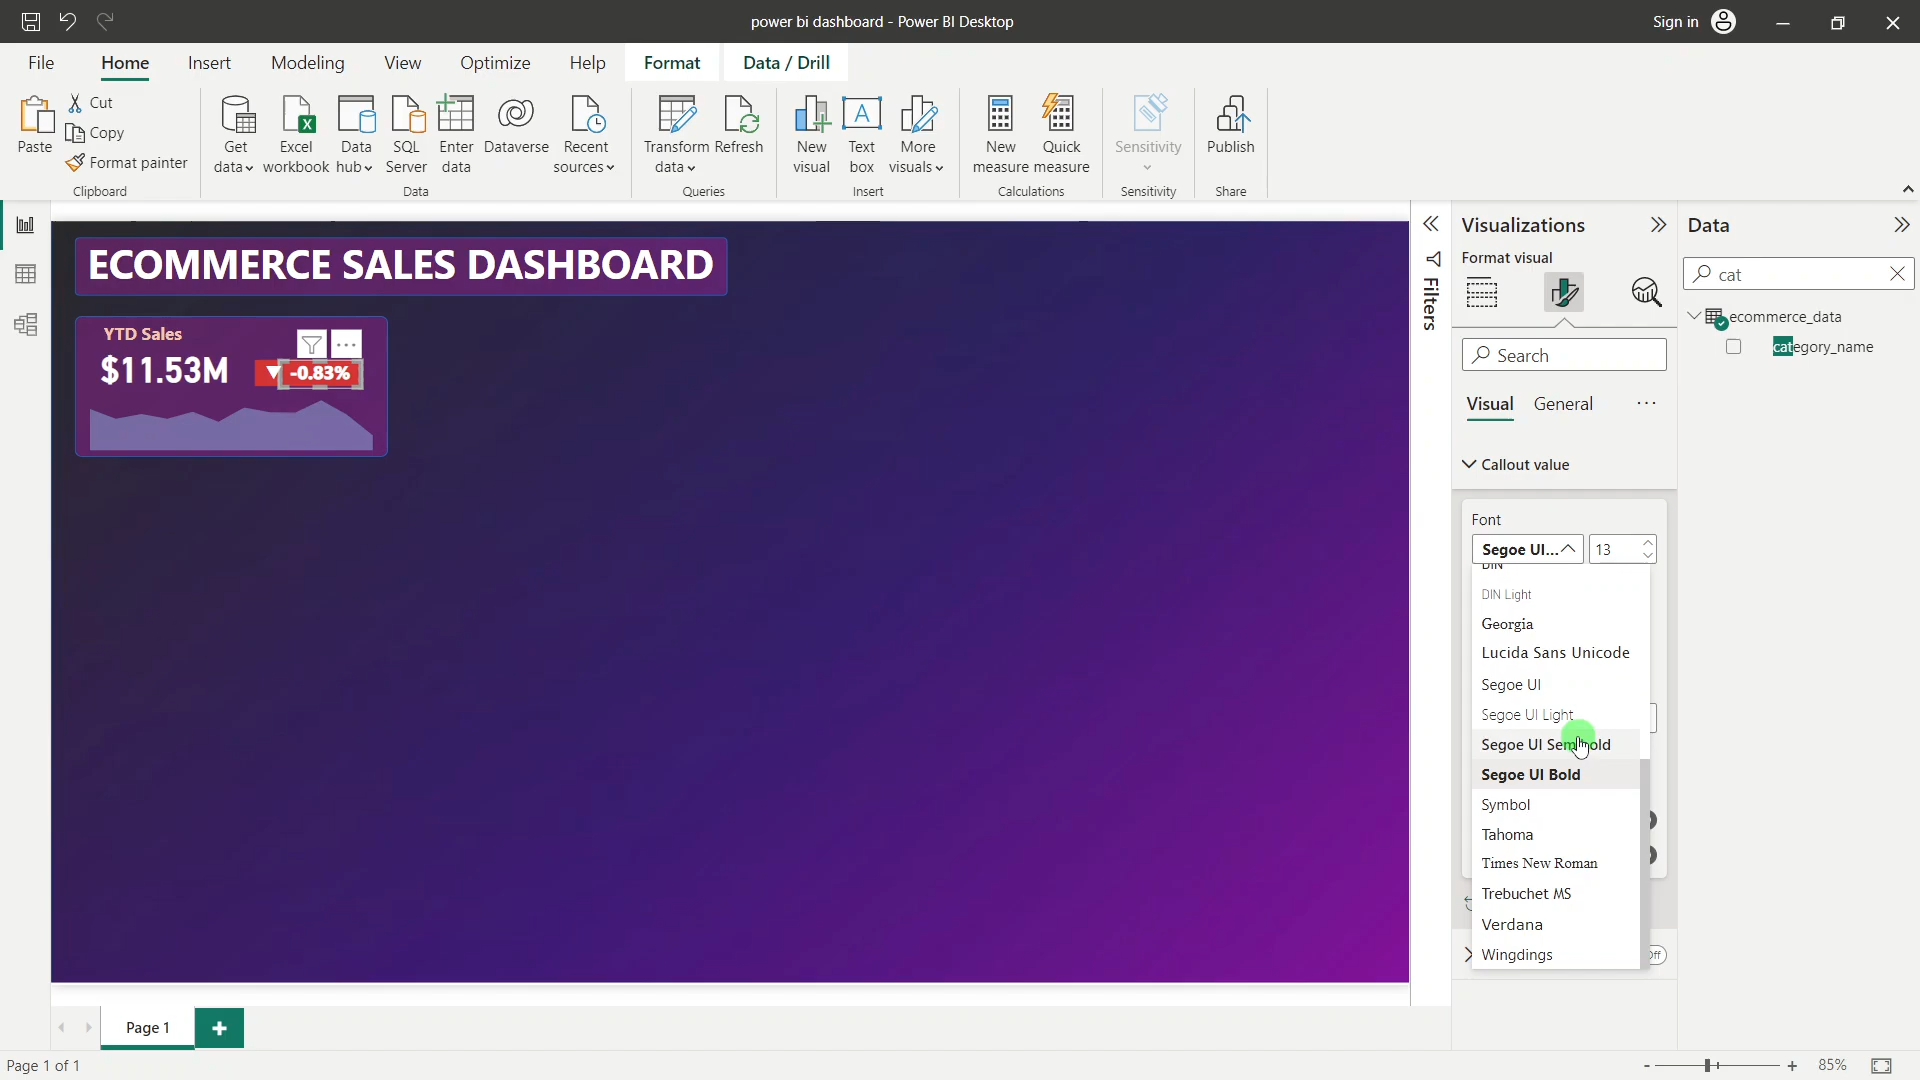 power bi dashboard - Power BI Desktop
Sign in
File Home Insert Modeling View Optimize Help Format Data / Drill
Paste
Cut
Copy
Format painter
Clipboard
Get data
Excel workbook
Data hub
SQL Server
Enter data
Dataverse
Recent sources
Data
Transform data
Refresh
Queries
New visual
Text box
More visuals
Insert
New measure
Quick measure
Calculations
Sensitivity
Sensitivity
Publish
Share
ECOMMERCE SALES DASHBOARD
YTD Sales
$11.53M
-0.83%
Filters
Visualizations
Format visual
Search
Visual General
Callout value
Font
Segoe UI... 13
DIN
DIN Light
Georgia
Lucida Sans Unicode
Segoe UI
Segoe UI Light
Segoe UI Semibold
Segoe UI Bold
Symbol
Tahoma
Times New Roman
Trebuchet MS
Verdana
Wingdings
Data
cat
ecommerce_data
category_name
Page 1
Page 1 of 1
85%